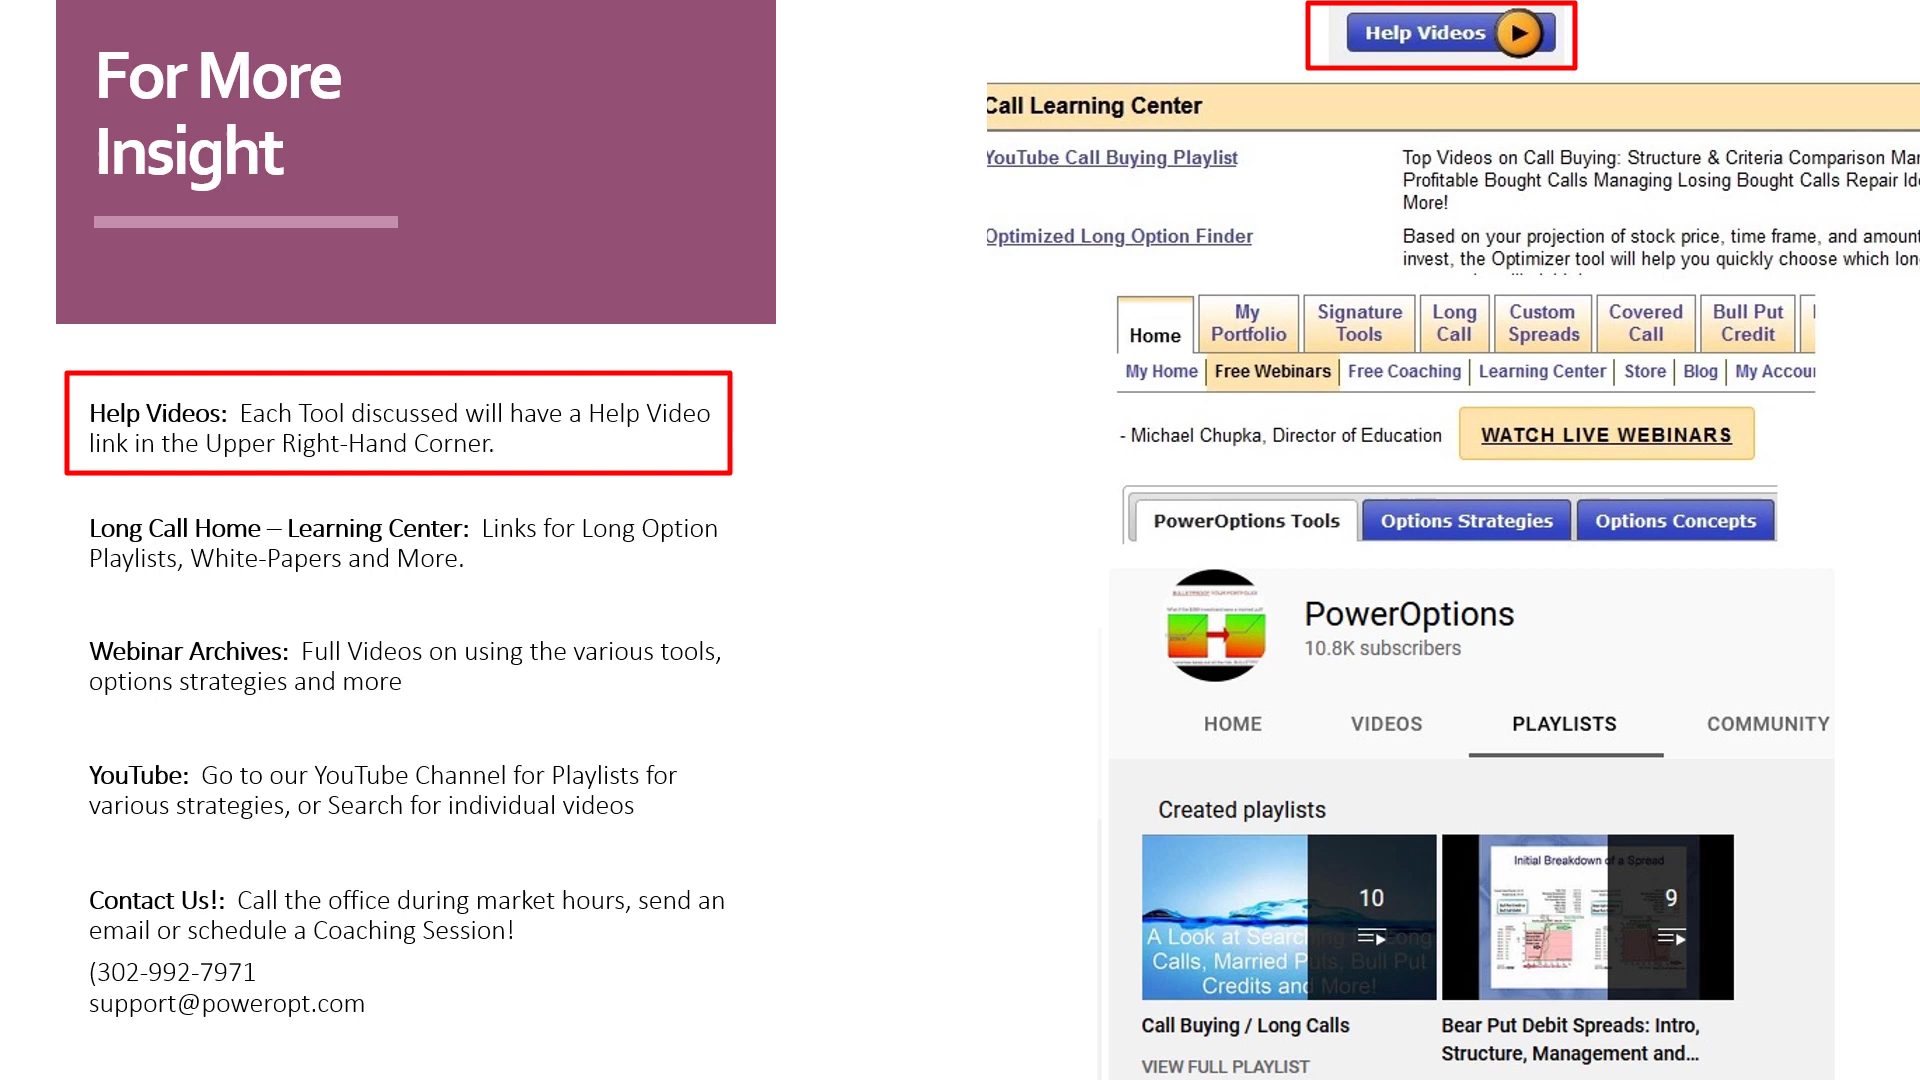 For More
Insight
Help Videos:  Each Tool discussed will have a Help Video
link in the Upper Right-Hand Corner.
Long Call Home – Learning Center:  Links for Long Option
Playlists, White-Papers and More.
Webinar Archives:  Full Videos on using the various tools,
options strategies and more
YouTube:  Go to our YouTube Channel for Playlists for
various strategies, or Search for individual videos
Contact Us!:  Call the office during market hours, send an
email or schedule a Coaching Session!
(302-992-7971
support@poweropt.com
Help Videos
Call Learning Center
YouTube Call Buying Playlist
Top Videos on Call Buying: Structure & Criteria Comparison Mar
Profitable Bought Calls Managing Losing Bought Calls Repair Ide
More!
Optimized Long Option Finder
Based on your projection of stock price, time frame, and amount
invest, the Optimizer tool will help you quickly choose which lon
Home
My Portfolio
Signature Tools
Long Call
Custom Spreads
Covered Call
Bull Put Credit
My Home
Free Webinars
Free Coaching
Learning Center
Store
Blog
My Accou
- Michael Chupka, Director of Education
WATCH LIVE WEBINARS
PowerOptions Tools
Options Strategies
Options Concepts
BULLETPROOF YOUR PORTFOLIO
PowerOptions
10.8K subscribers
HOME
VIDEOS
PLAYLISTS
COMMUNITY
Created playlists
10
A Look at Searching for Long
Calls, Married Puts, Bull Put
Credits and More!
Initial Breakdown of a Spread
9
Call Buying / Long Calls
VIEW FULL PLAYLIST
Bear Put Debit Spreads: Intro,
Structure, Management and...